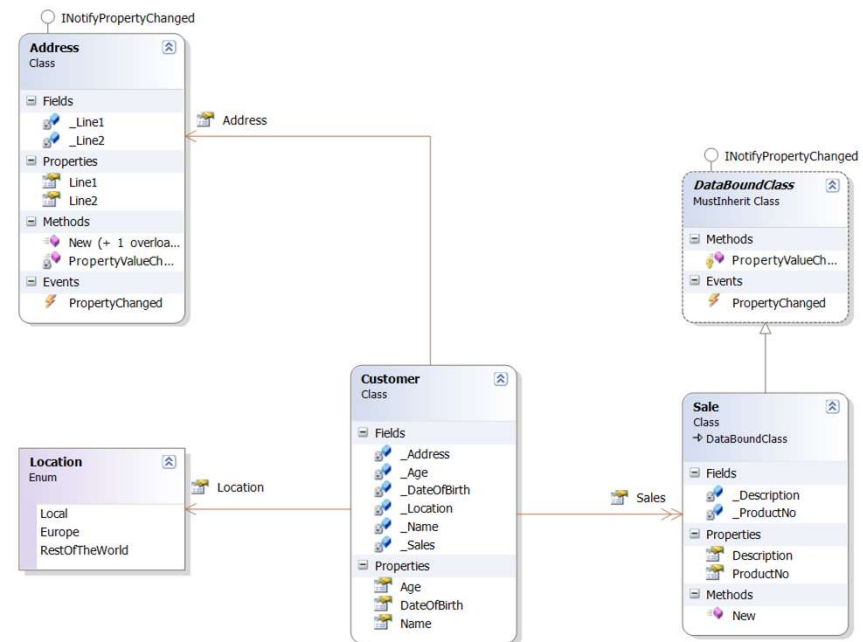 INotifyPropertyChanged
Address
Class
Fields
_Line1
_Line2
Properties
Line1
Line2
Methods
New (+ 1 overloa...
PropertyValueCh...
Events
PropertyChanged
Address
INotifyPropertyChanged
DataBoundClass
MustInherit Class
Methods
PropertyValueCh...
Events
PropertyChanged
Location
Enum
Local
Europe
RestOfTheWorld
Location
Customer
Class
Fields
_Address
_Age
_DateOfBirth
_Location
_Name
_Sales
Properties
Age
DateOfBirth
Name
Sales
Sale
Class
DataBoundClass
Fields
_Description
_ProductNo
Properties
Description
ProductNo
Methods
New